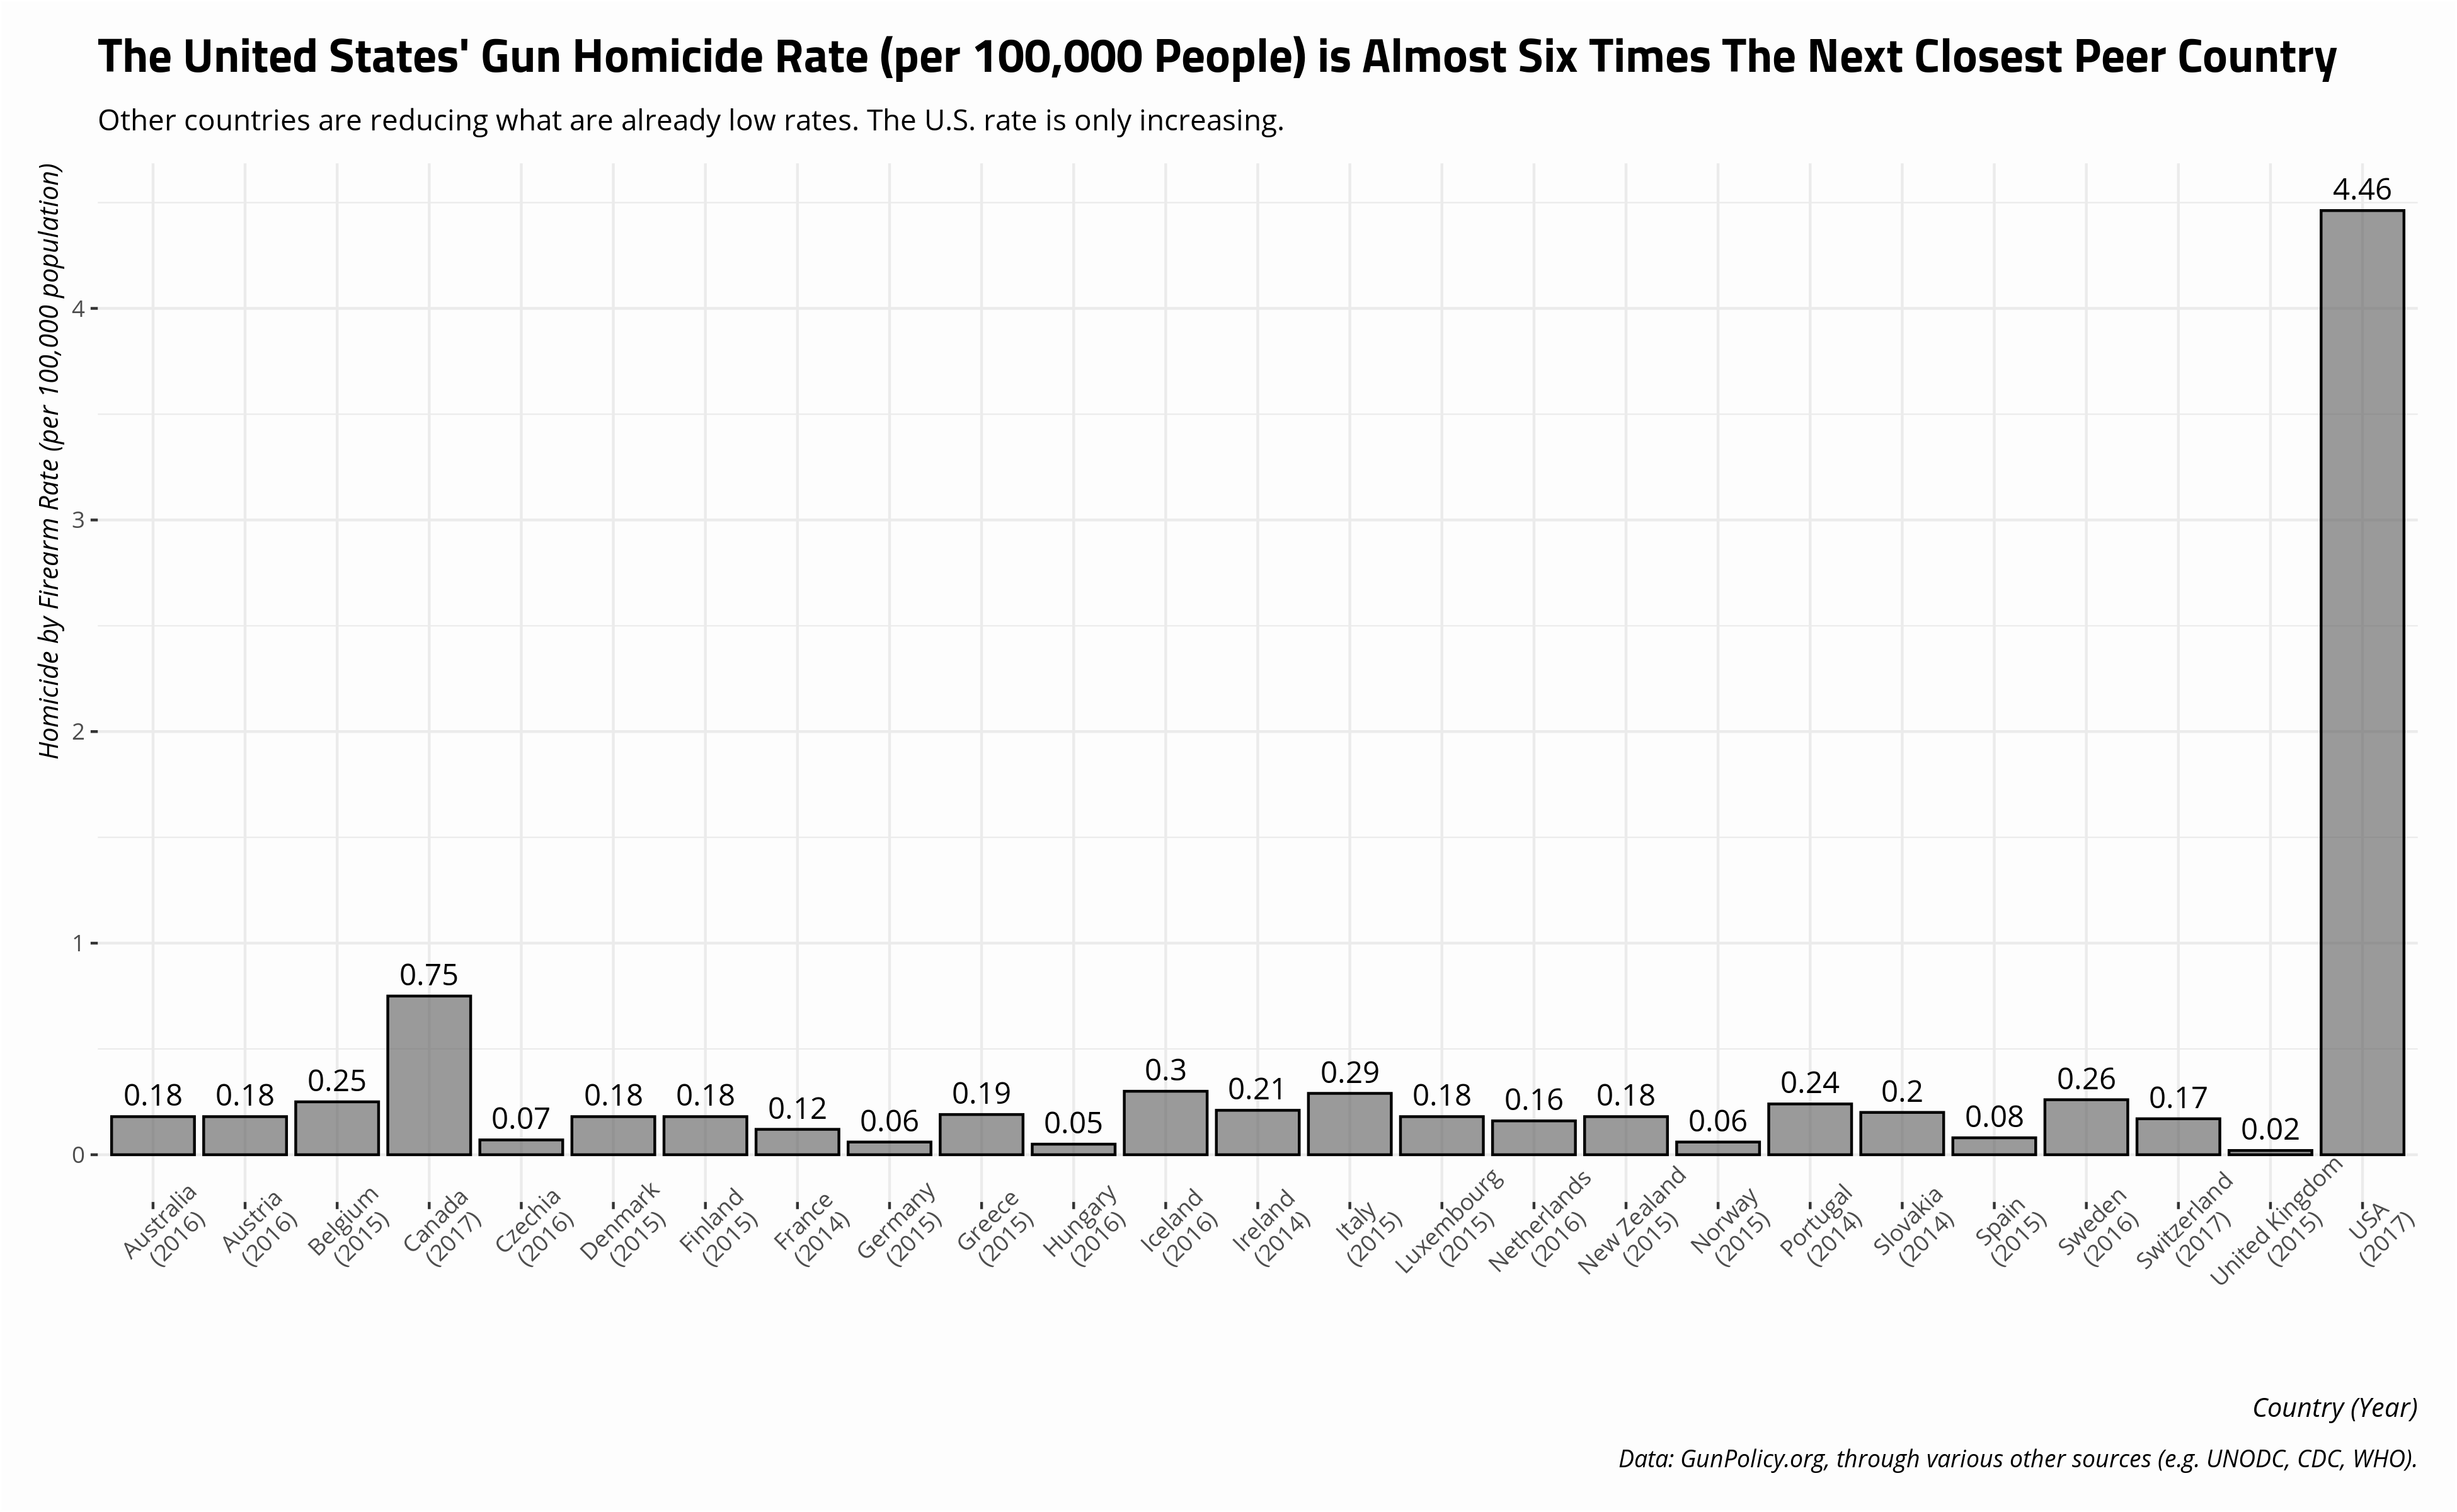 The United States' Gun Homicide Rate (per 100,000 People) is Almost Six Times The Next Closest Peer Country
Other countries are reducing what are already low rates. The U.S. rate is only increasing.
Homicide by Firearm Rate (per 100,000 population)
4
3
2
1
0
0.18
0.18
0.25
0.75
0.07
0.18
0.18
0.12
0.06
0.19
0.05
0.3
0.21
0.29
0.18
0.16
0.18
0.06
0.24
0.2
0.08
0.26
0.17
0.02
4.46
Australia
(2016)
Austria
(2016)
Belgium
(2015)
Canada
(2017)
Czechia
(2016)
Denmark
(2015)
Finland
(2015)
France
(2014)
Germany
(2015)
Greece
(2015)
Hungary
(2016)
Iceland
(2016)
Ireland
(2014)
Italy
(2015)
Luxembourg
(2015)
Netherlands
(2016)
New Zealand
(2015)
Norway
(2015)
Portugal
(2014)
Slovakia
(2014)
Spain
(2015)
Sweden
(2016)
Switzerland
(2017)
United Kingdom
(2015)
USA
(2017)
Country (Year)
Data: GunPolicy.org, through various other sources (e.g. UNODC, CDC, WHO).